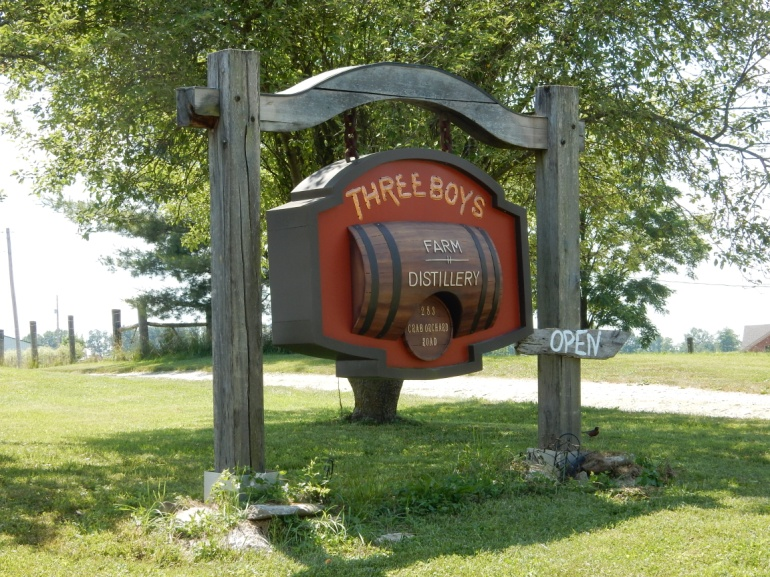 THREE BOYS
FARM
DISTILLERY
283
CRAB ORCHARD
ROAD
OPEN